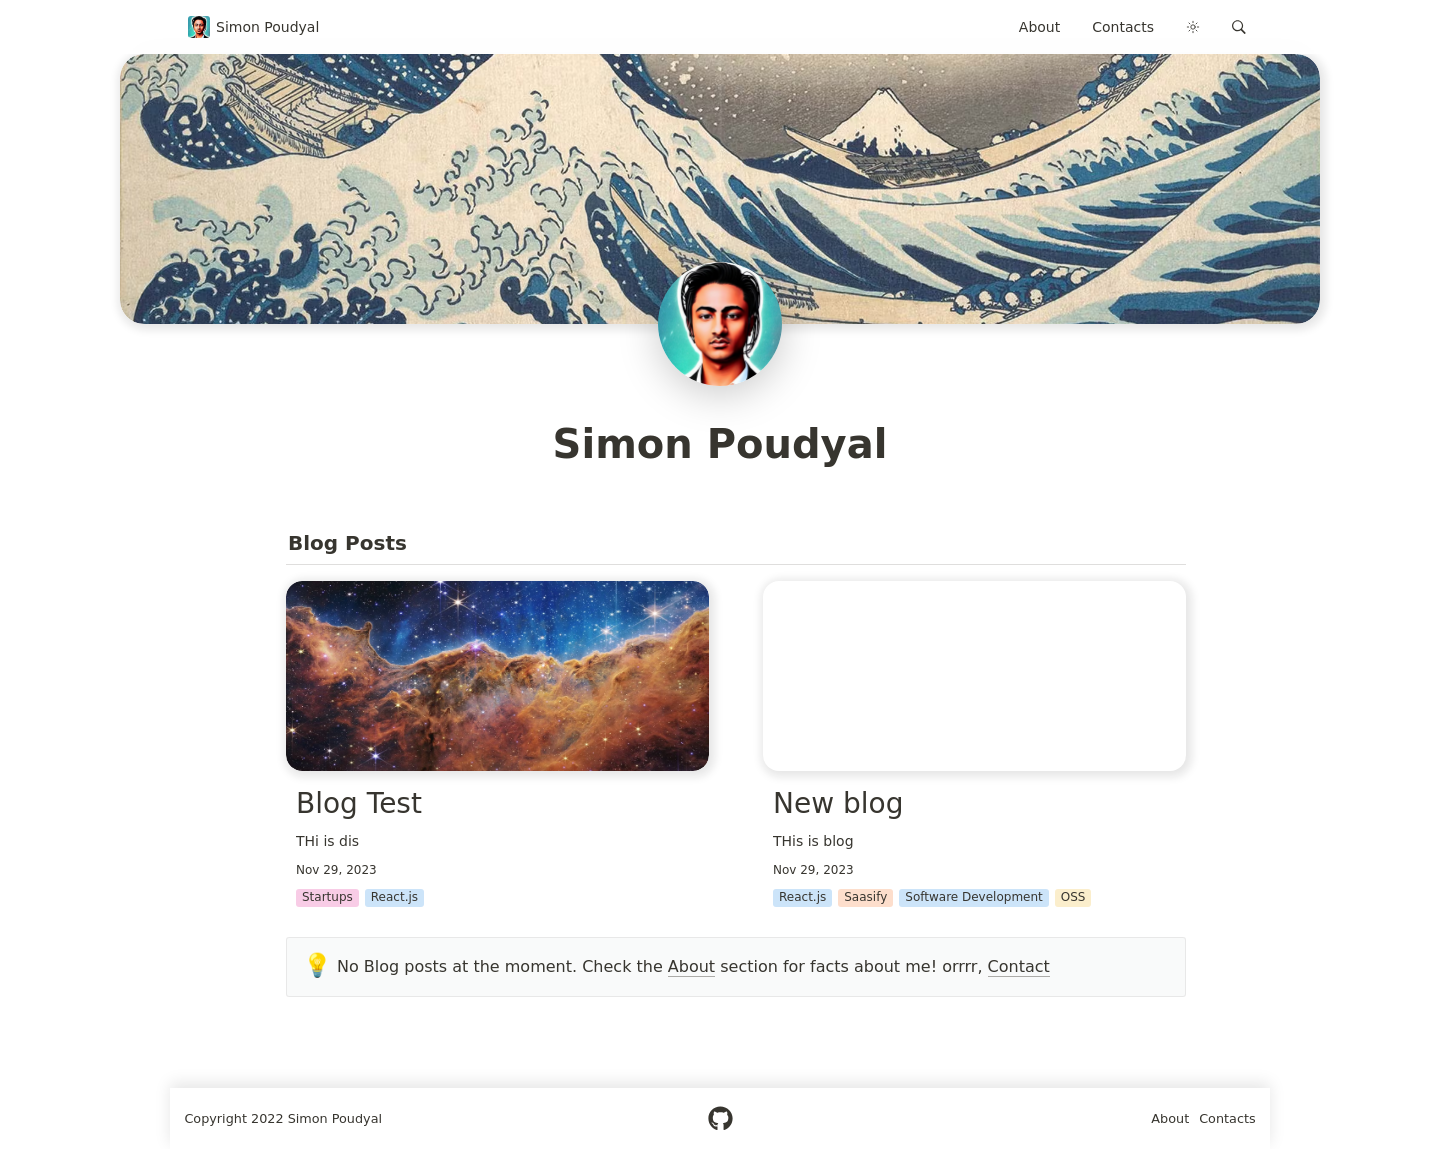 Simon Poudyal
About Contacts
Simon Poudyal
Blog Posts
Blog Test
THi is dis
Nov 29, 2023
Startups React.js
New blog
THis is blog
Nov 29, 2023
React.js Saasify Software Development OSS
No Blog posts at the moment. Check the About section for facts about me! orrrr, Contact
Copyright 2022 Simon Poudyal
About Contacts